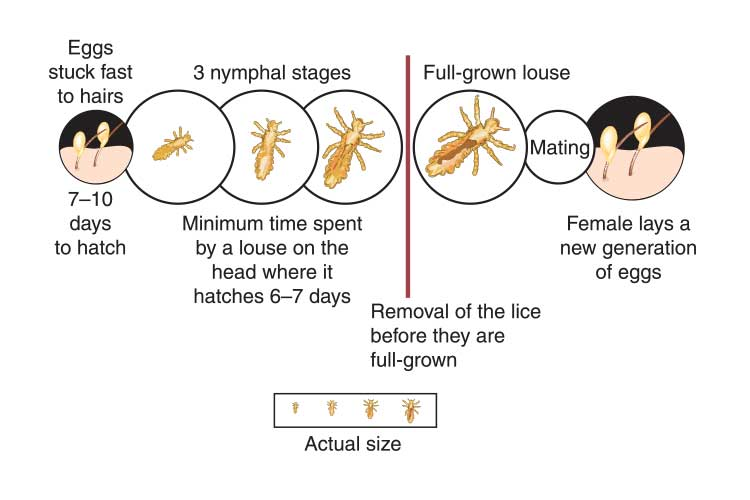 Eggs
stuck fast
to hairs
3 nymphal stages
Full-grown louse
Mating
7–10
days
to hatch
Minimum time spent
by a louse on the
head where it
hatches 6–7 days
Female lays a
new generation
of eggs
Removal of the lice
before they are
full-grown
Actual size